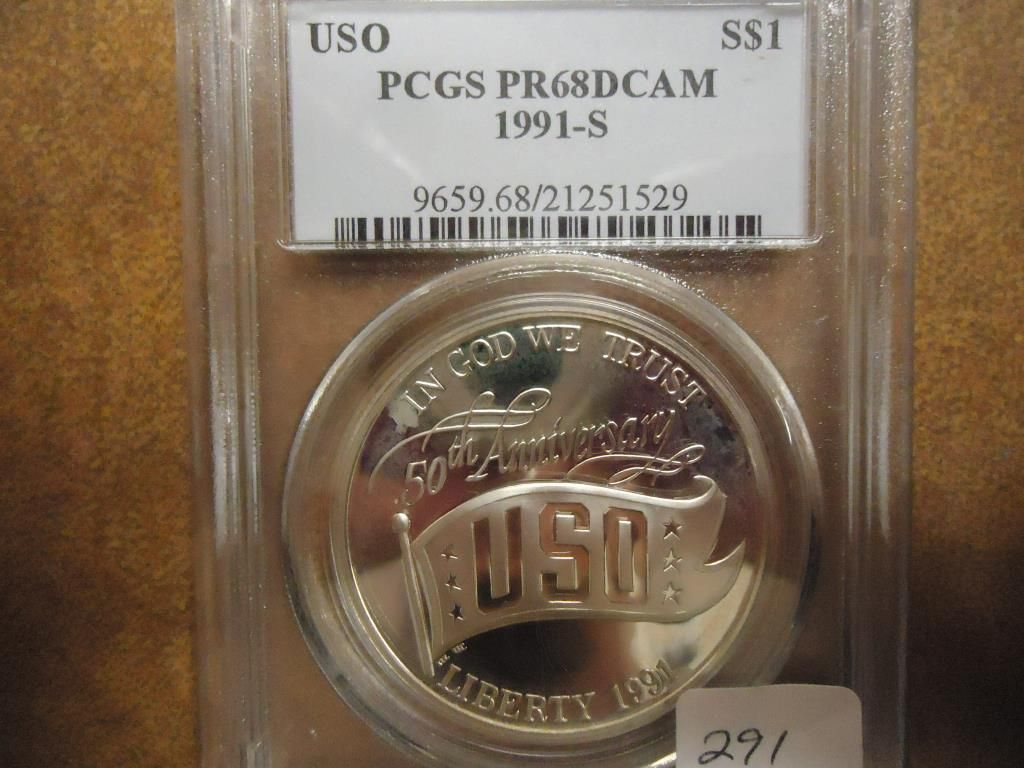 USO S$1
PCGS PR68DCAM
1991-S
9659.68/21251529
IN GOD WE TRUST
50th Anniversary
USO
LIBERTY 1991
291